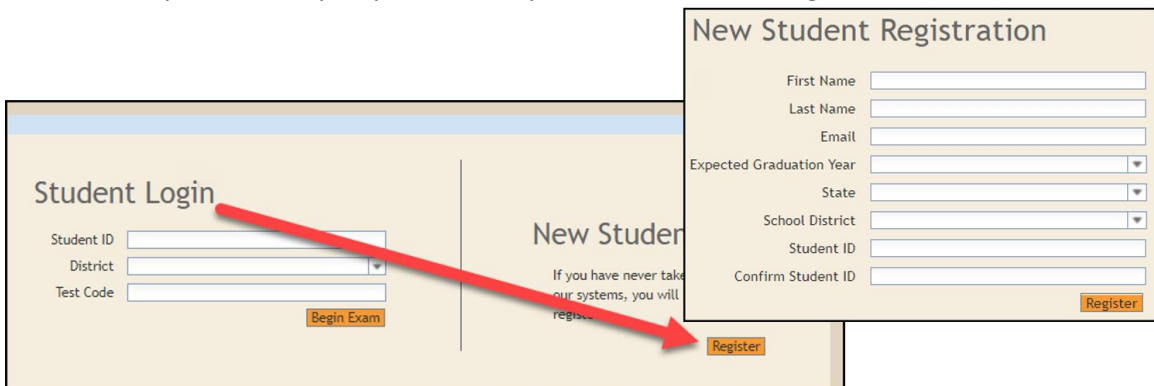 New Student Registration
First Name
Last Name
Email
Expected Graduation Year
State
School District
Student ID
Confirm Student ID
Register
Student Login
Student ID
District
Test Code
Begin Exam
New Studen
If you have never take
our systems, you will
Register